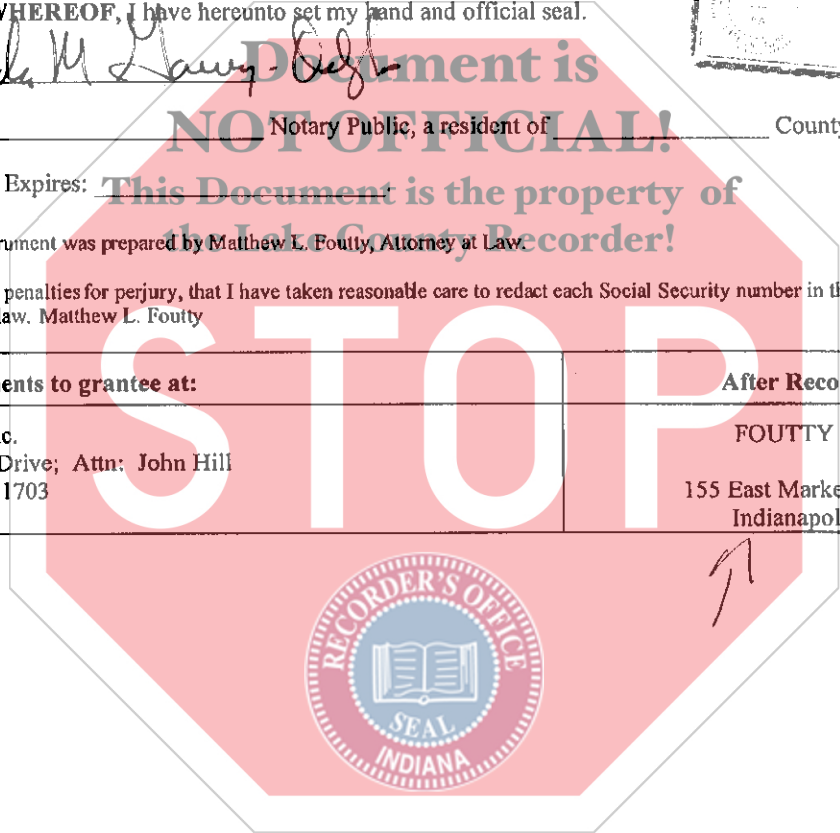 WHEREOF, I have hereunto set my hand and official seal.
M
Document is
NOT OFFICIAL!
Notary Public, a resident of ____ County
Expires: ____.
This Document is the property of
the Lake County Recorder!
rument was prepared by Matthew L. Foutty, Attorney at Law.
penalties for perjury, that I have taken reasonable care to redact each Social Security number in th
aw. Matthew L. Foutty
STOP
ents to grantee at:
After Reco
c.
Drive; Attn: John Hill
1703
FOUTTY
155 East Marke
Indianapol
RECORDER'S OFFICE
SEAL
INDIANA